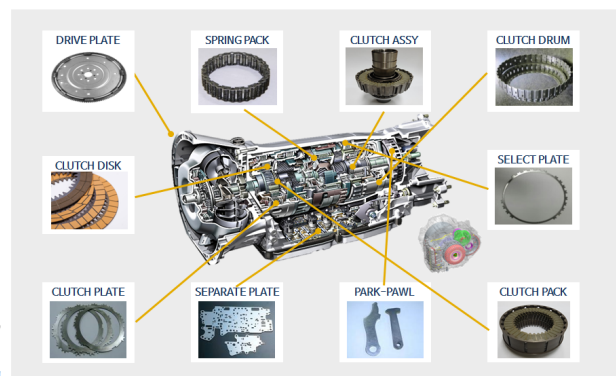 DRIVE PLATE
SPRING PACK
CLUTCH ASSY
CLUTCH DRUM
CLUTCH DISK
SELECT PLATE
CLUTCH PLATE
SEPARATE PLATE
PARK-PAWL
CLUTCH PACK